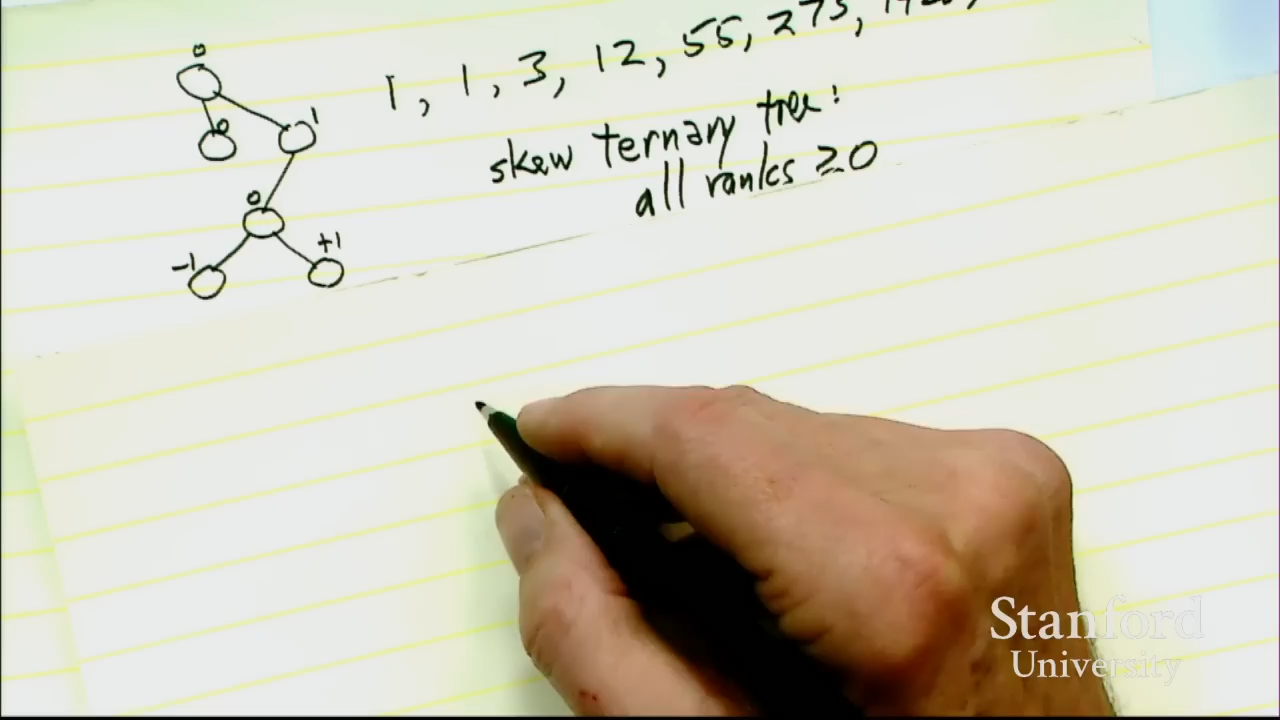 0
1, 1, 3, 12, 55, 273,
0
1
skew ternary tree:
all ranks ≥0
0
-1
+1
Stanford
University